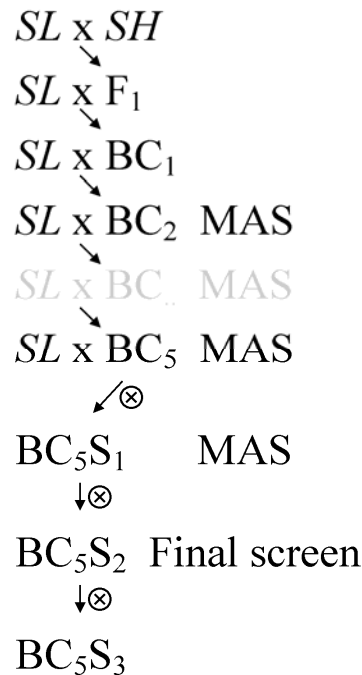 SL x SH
SL x F₁
SL x BC₁
SL x BC₂ MAS
SL x BC.. MAS
SL x BC₅ MAS
BC₅S₁ MAS
BC₅S₂ Final screen
BC₅S₃